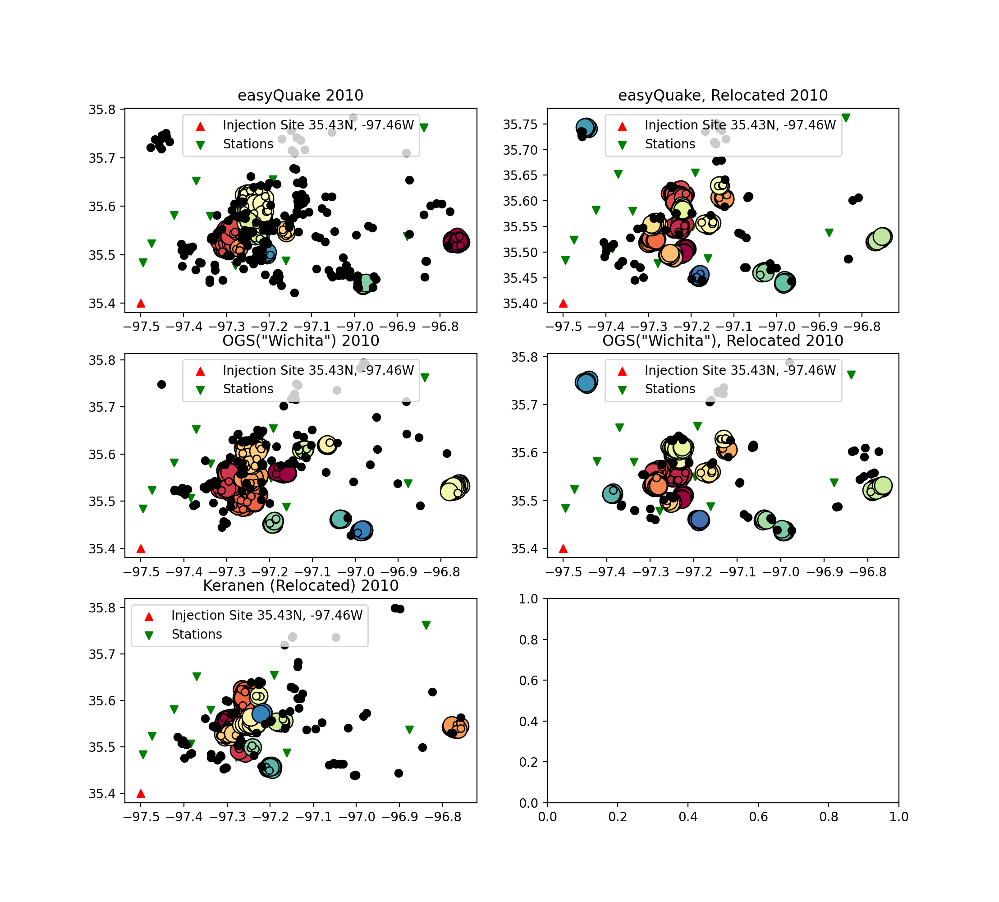 easyQuake 2010
35.8
35.7
35.6
35.5
35.4
Injection Site 35.43N, -97.46W
Stations
−97.5 −97.4 −97.3 −97.2 −97.1 −97.0 −96.9 −96.8
easyQuake, Relocated 2010
35.75
35.70
35.65
35.60
35.55
35.50
35.45
35.40
Injection Site 35.43N, -97.46W
Stations
−97.5 −97.4 −97.3 −97.2 −97.1 −97.0 −96.9 −96.8
OGS("Wichita") 2010
35.8
35.7
35.6
35.5
35.4
Injection Site 35.43N, -97.46W
Stations
−97.5 −97.4 −97.3 −97.2 −97.1 −97.0 −96.9 −96.8
OGS("Wichita"), Relocated 2010
35.8
35.7
35.6
35.5
35.4
Injection Site 35.43N, -97.46W
Stations
−97.5 −97.4 −97.3 −97.2 −97.1 −97.0 −96.9 −96.8
Keranen (Relocated) 2010
35.8
35.7
35.6
35.5
35.4
Injection Site 35.43N, -97.46W
Stations
−97.5 −97.4 −97.3 −97.2 −97.1 −97.0 −96.9 −96.8
1.0
0.8
0.6
0.4
0.2
0.0
0.0 0.2 0.4 0.6 0.8 1.0